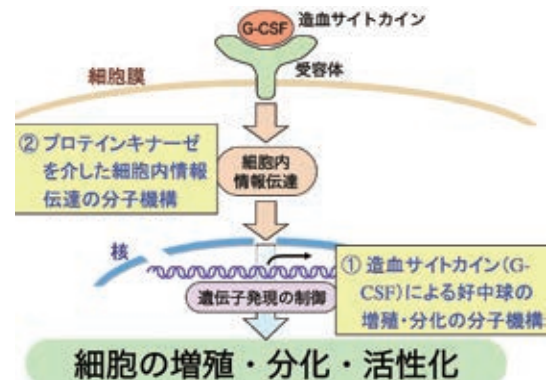 造血サイトカイン
G-CSF
受容体
細胞膜
② プロテインキナーゼ
を介した細胞内情報
伝達の分子機構
細胞内
情報伝達
核
① 造血サイトカイン(G-
CSF)による好中球の
増殖・分化の分子機構
遺伝子発現の制御
細胞の増殖・分化・活性化